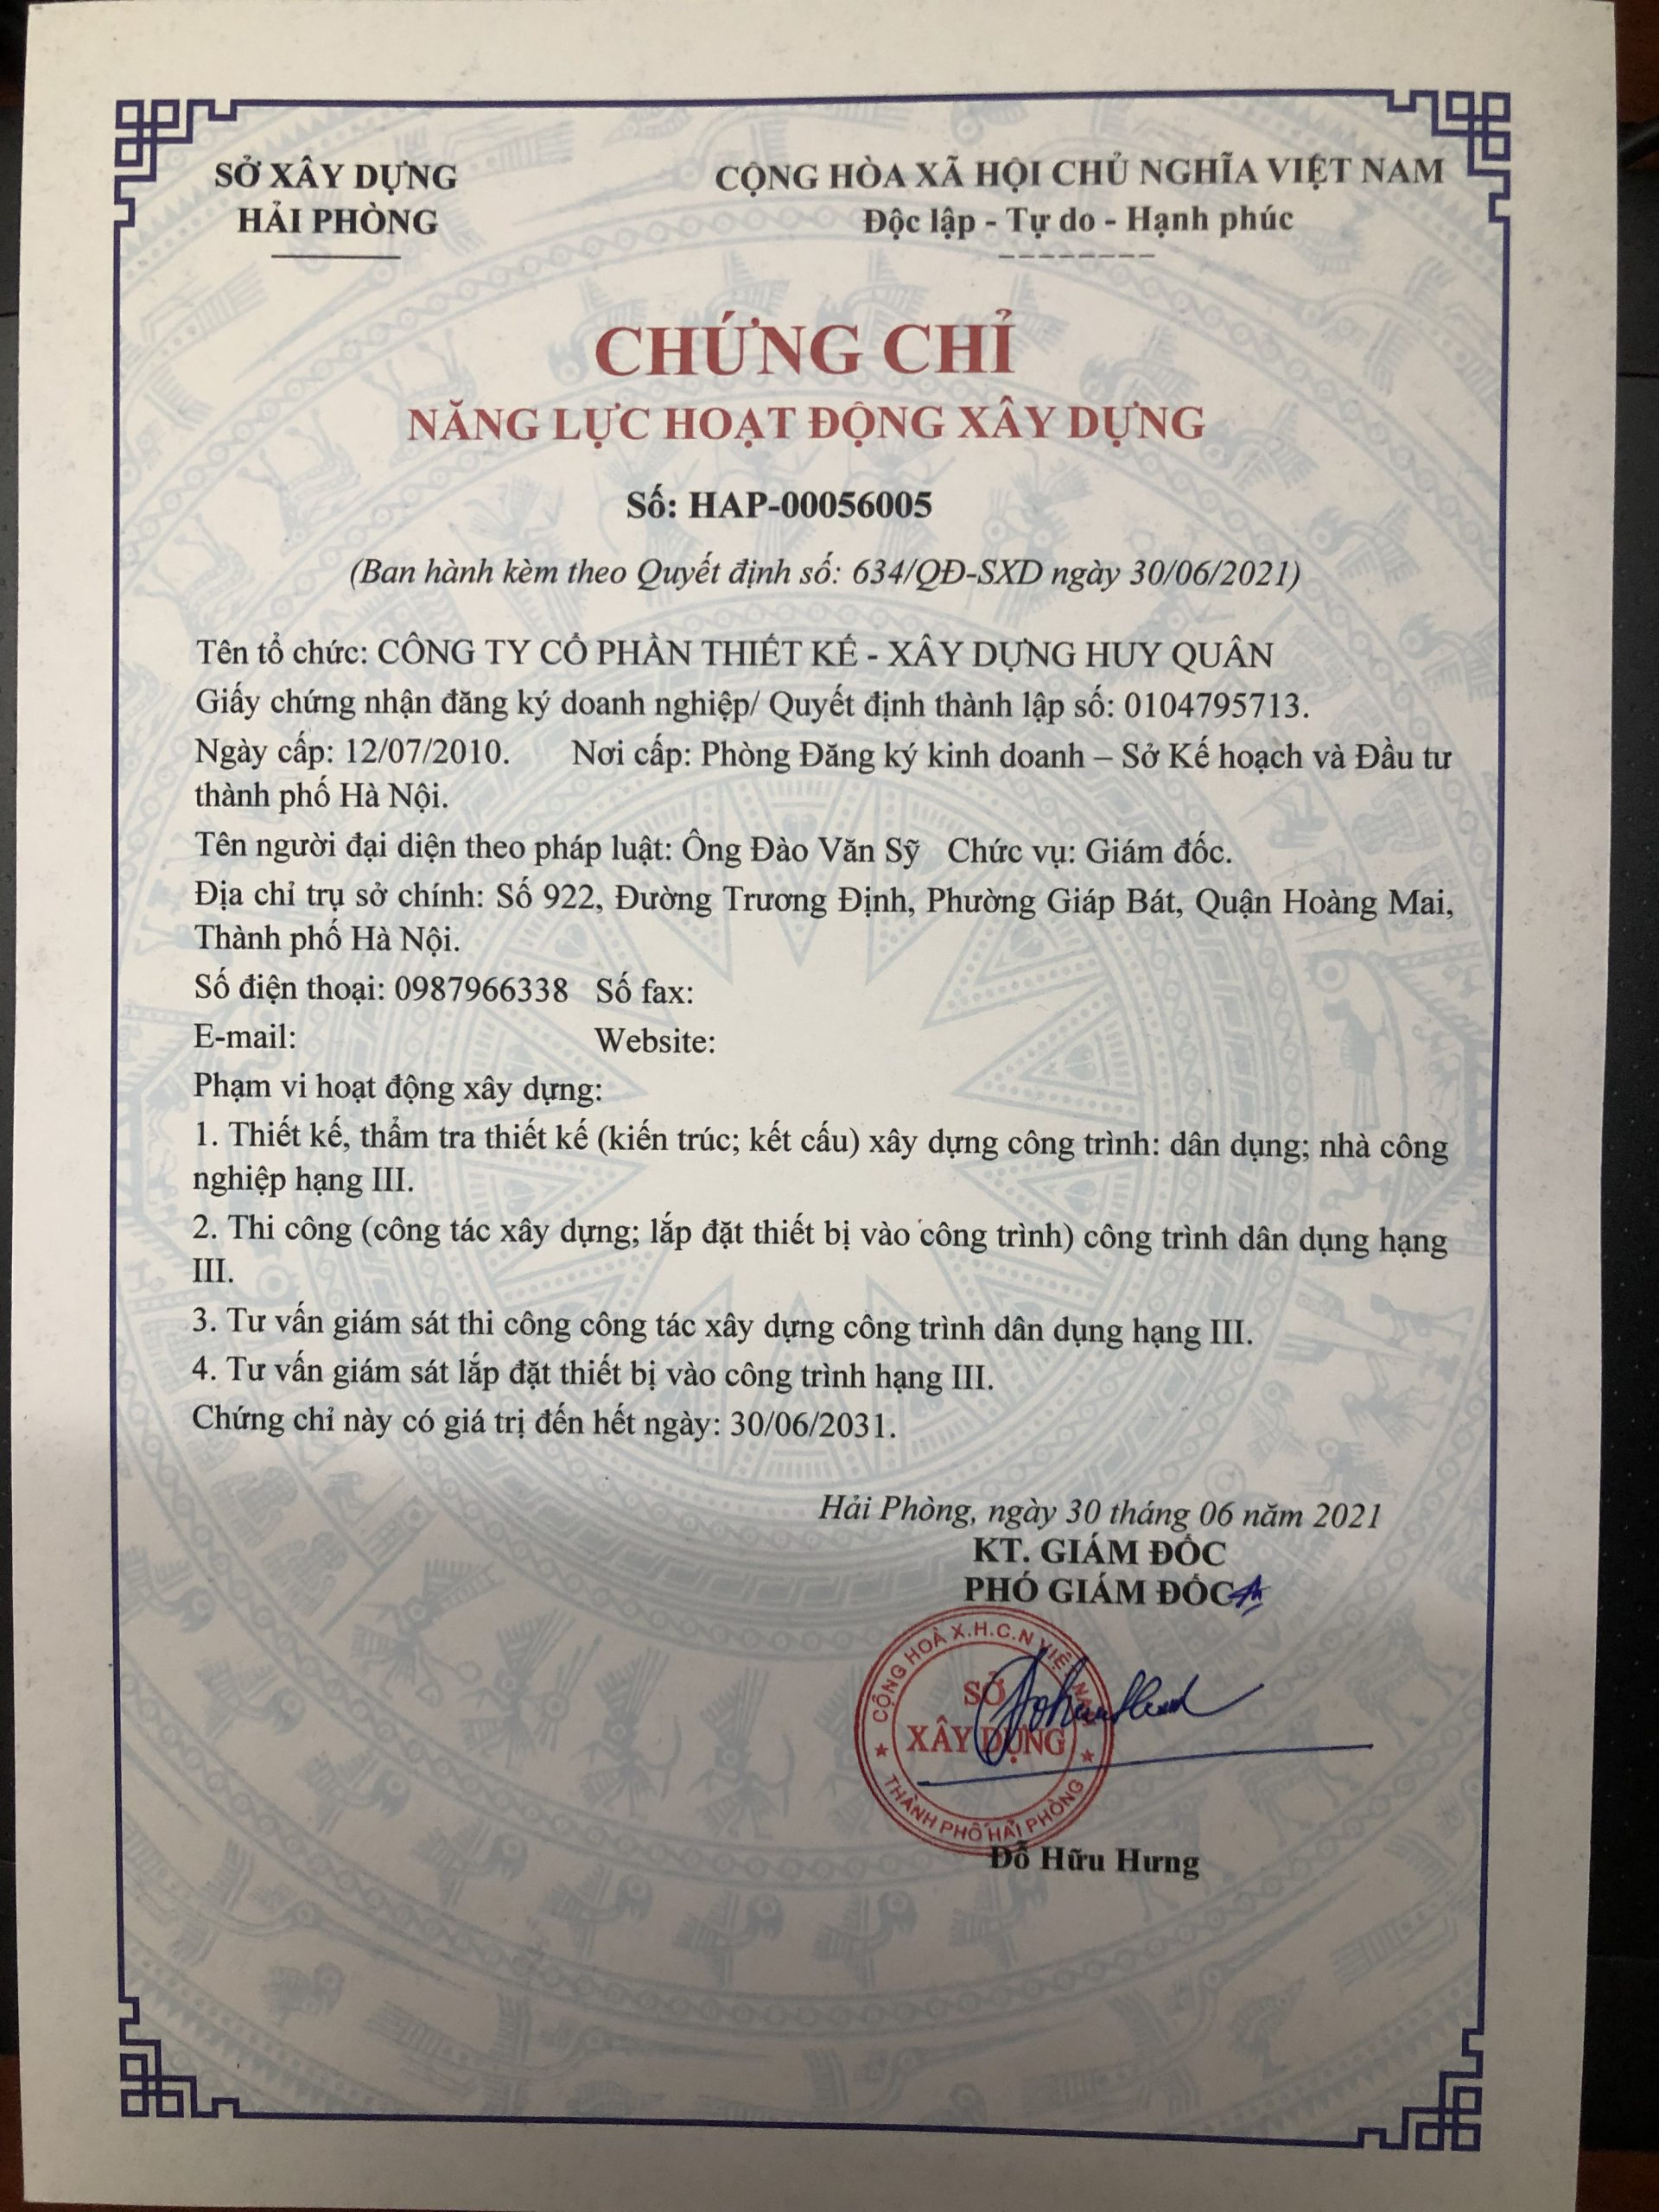 SỞ XÂY DỰNG
HẢI PHÒNG
CỘNG HÒA XÃ HỘI CHỦ NGHĨA VIỆT NAM
Độc lập - Tự do - Hạnh phúc
CHỨNG CHỈ
NĂNG LỰC HOẠT ĐỘNG XÂY DỰNG
Số: HAP-00056005
(Ban hành kèm theo Quyết định số: 634/QĐ-SXD ngày 30/06/2021)
Tên tổ chức: CÔNG TY CỔ PHẦN THIẾT KẾ - XÂY DỰNG HUY QUÂN
Giấy chứng nhận đăng ký doanh nghiệp/ Quyết định thành lập số: 0104795713.
Ngày cấp: 12/07/2010. Nơi cấp: Phòng Đăng ký kinh doanh – Sở Kế hoạch và Đầu tư
thành phố Hà Nội.
Tên người đại diện theo pháp luật: Ông Đào Văn Sỹ Chức vụ: Giám đốc.
Địa chỉ trụ sở chính: Số 922, Đường Trương Định, Phường Giáp Bát, Quận Hoàng Mai,
Thành phố Hà Nội.
Số điện thoại: 0987966338 Số fax:
E-mail: Website:
Phạm vi hoạt động xây dựng:
1. Thiết kế, thẩm tra thiết kế (kiến trúc; kết cấu) xây dựng công trình: dân dụng; nhà công
nghiệp hạng III.
2. Thi công (công tác xây dựng; lắp đặt thiết bị vào công trình) công trình dân dụng hạng
III.
3. Tư vấn giám sát thi công công tác xây dựng công trình dân dụng hạng III.
4. Tư vấn giám sát lắp đặt thiết bị vào công trình hạng III.
Chứng chỉ này có giá trị đến hết ngày: 30/06/2031.
Hải Phòng, ngày 30 tháng 06 năm 2021
KT. GIÁM ĐỐC
PHÓ GIÁM ĐỐC
CỘNG HOÀ X.H.C.N VIỆT NAM
SỞ
XÂY DỰNG
THÀNH PHỐ HẢI PHÒNG
Đỗ Hữu Hưng